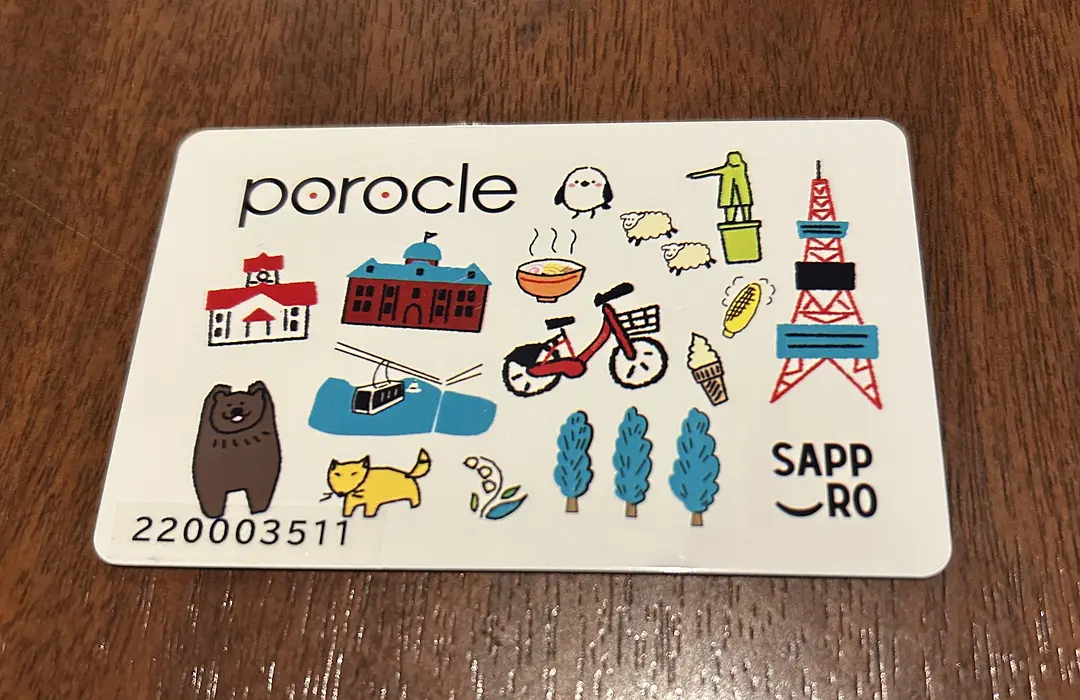 porocle
SAPP
RO
220003511